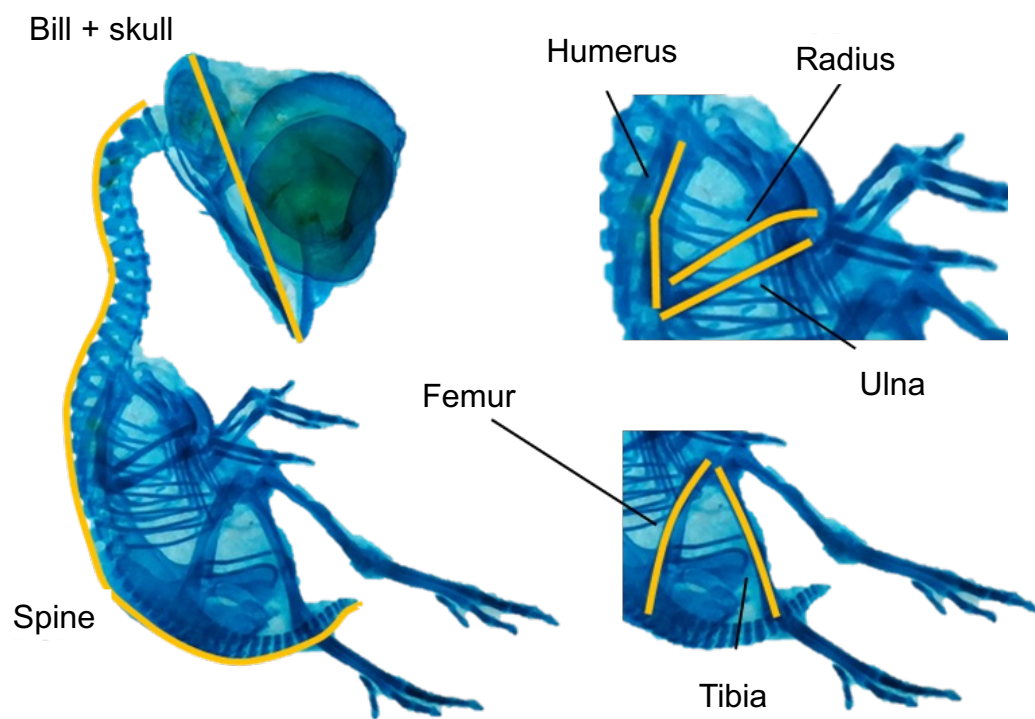 Bill + skull
Humerus
Radius
Ulna
Femur
Spine
Tibia